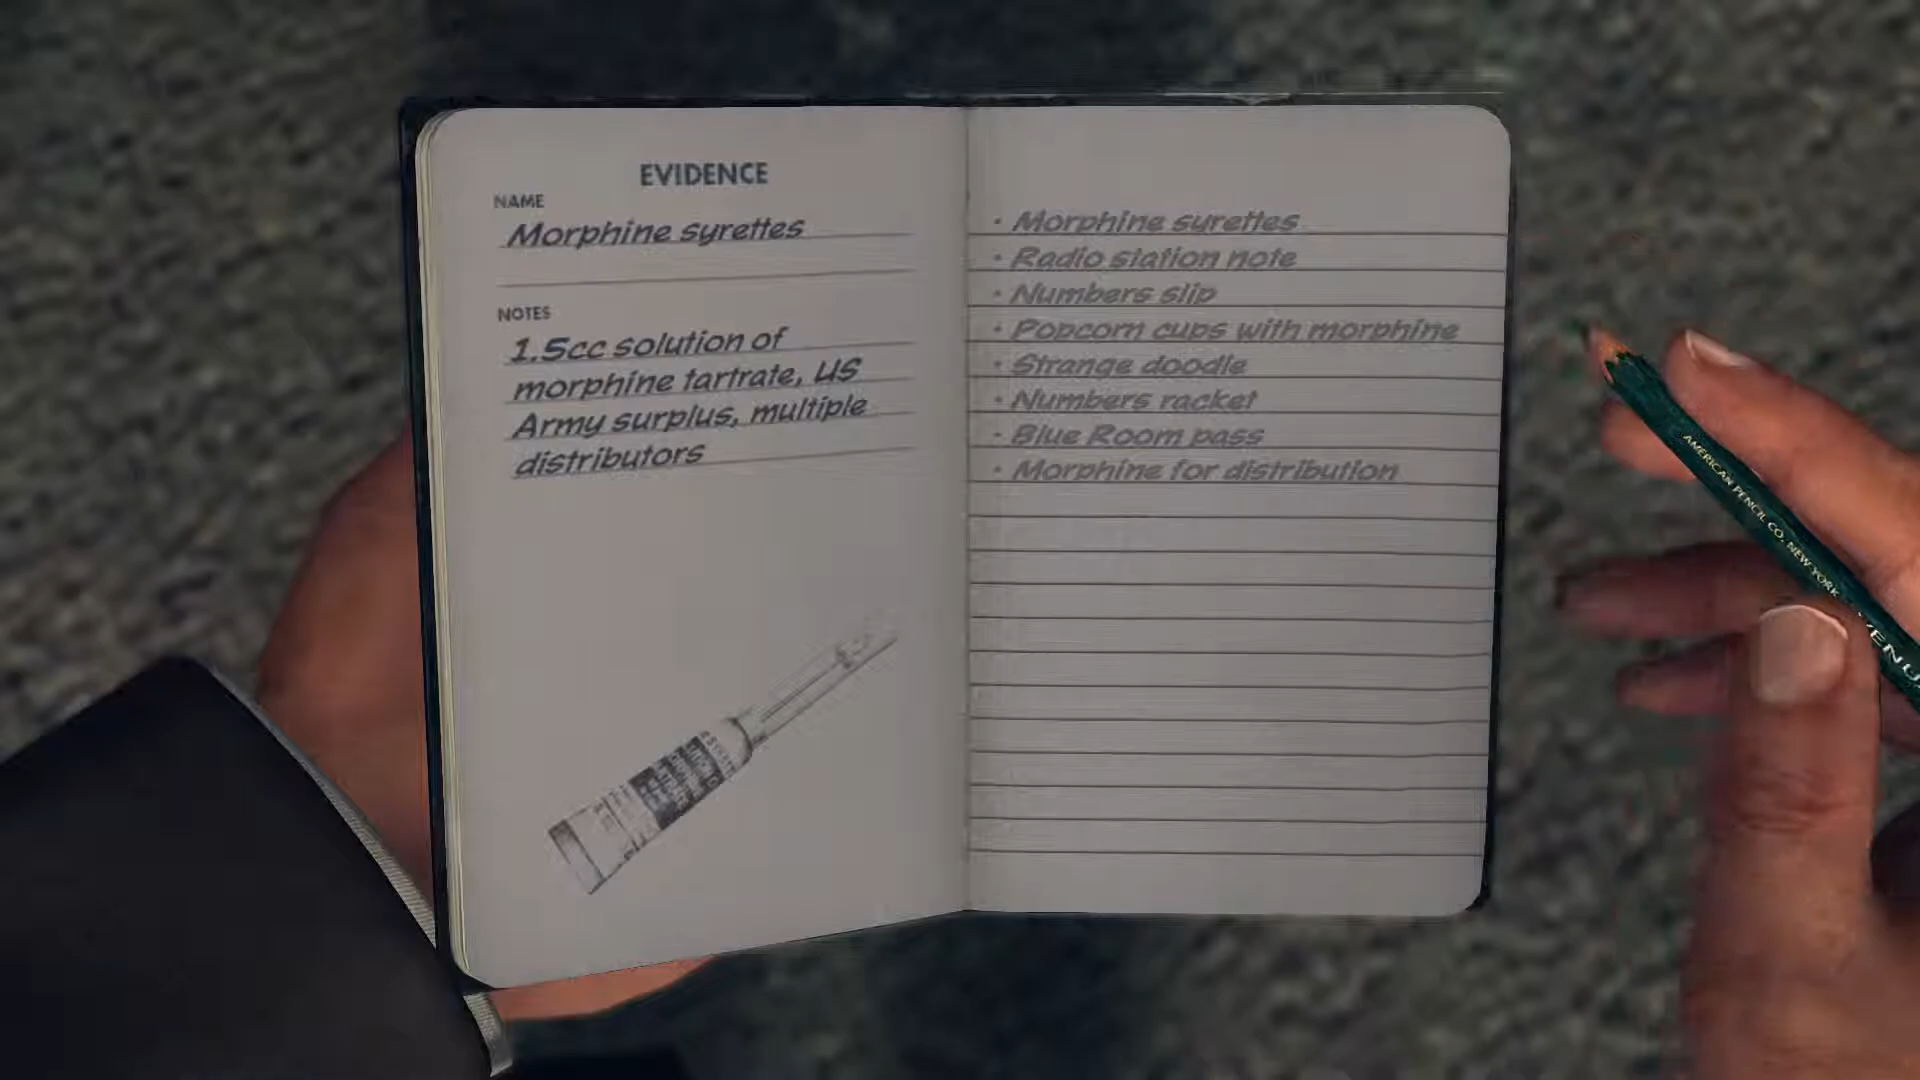 EVIDENCE
NAME
Morphine syrettes
NOTES
1.5cc solution of
morphine tartrate, US
Army surplus, multiple
distributors
· Morphine syrettes
· Radio station note
· Numbers slip
· Popcorn cups with morphine
· Strange doodle
· Numbers racket
· Blue Room pass
· Morphine for distribution
AMERICAN PENCIL CO. NEW YORK